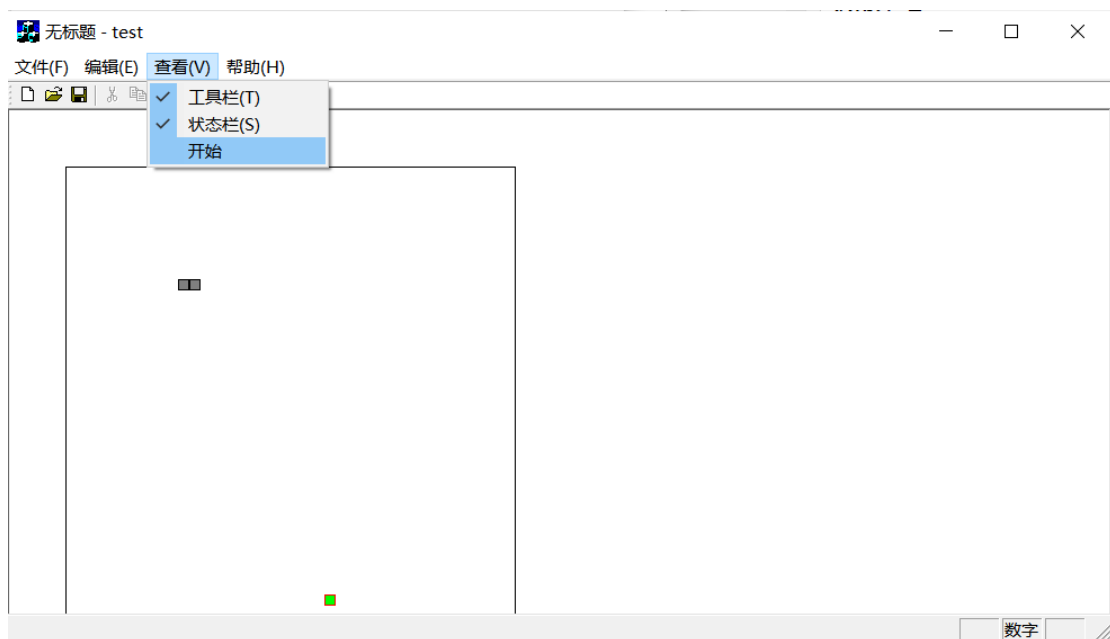 无标题 - test
文件(F) 编辑(E) 查看(V) 帮助(H)
工具栏(T)
状态栏(S)
开始
数字